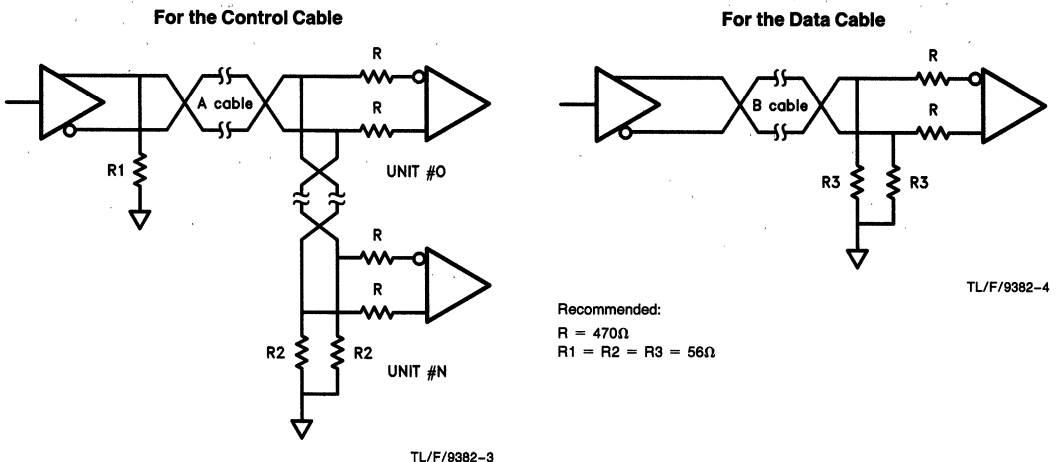 For the Control Cable
R
A cable
R
R1
UNIT #0
R
R
R2
R2
UNIT #N
TL/F/9382-3
For the Data Cable
R
B cable
R
R3
R3
TL/F/9382-4
Recommended:
R = 470Ω
R1 = R2 = R3 = 56Ω